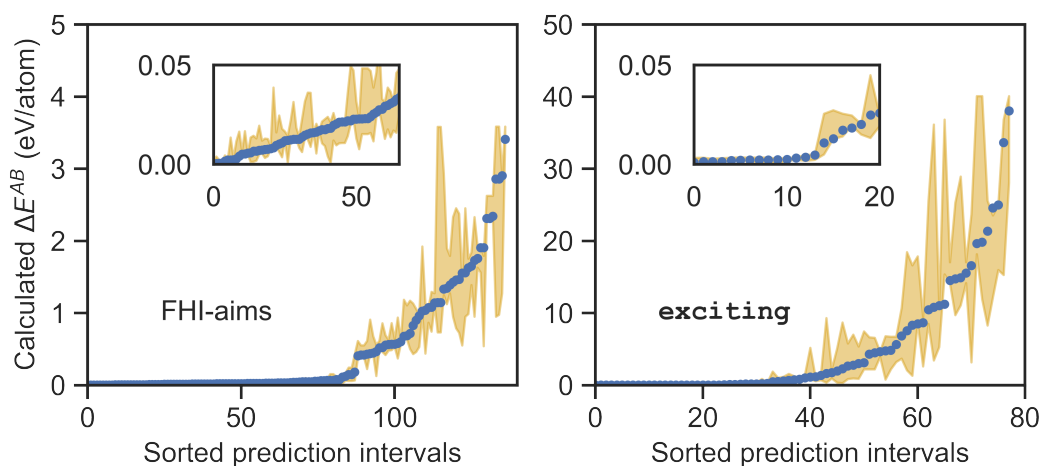 Calculated ΔE^AB (eV/atom)
5
4
3
2
1
0
0.05
0.00
0 50
FHI-aims
0 50 100
Sorted prediction intervals
50
40
30
20
10
0
0.05
0.00
0 10 20
exciting
0 20 40 60 80
Sorted prediction intervals